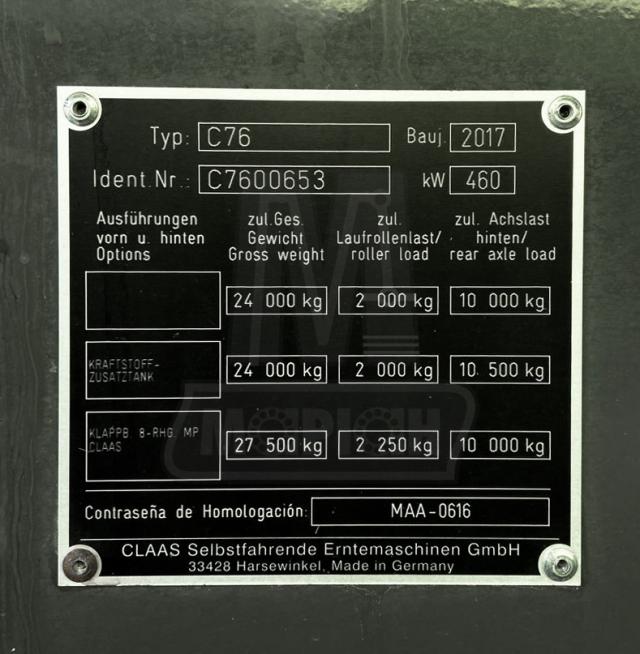 Typ: C76 Bauj. 2017
Ident.Nr.: C7600653 kW 460
Ausführungen zul.Ges. zul. zul. Achslast
vorn u. hinten Gewicht Laufrollenlast/ hinten/
Options Gross weight roller load rear axle load
24 000 kg 2 000 kg 10 000 kg
KRAFTSTOFF-
ZUSATZTANK 24 000 kg 2 000 kg 10 500 kg
KLAPPB. 8-RHG. MP
CLAAS 27 500 kg 2 250 kg 10 000 kg
Contraseña de Homologación: MAA-0616
CLAAS Selbstfahrende Erntemaschinen GmbH
33428 Harsewinkel, Made in Germany